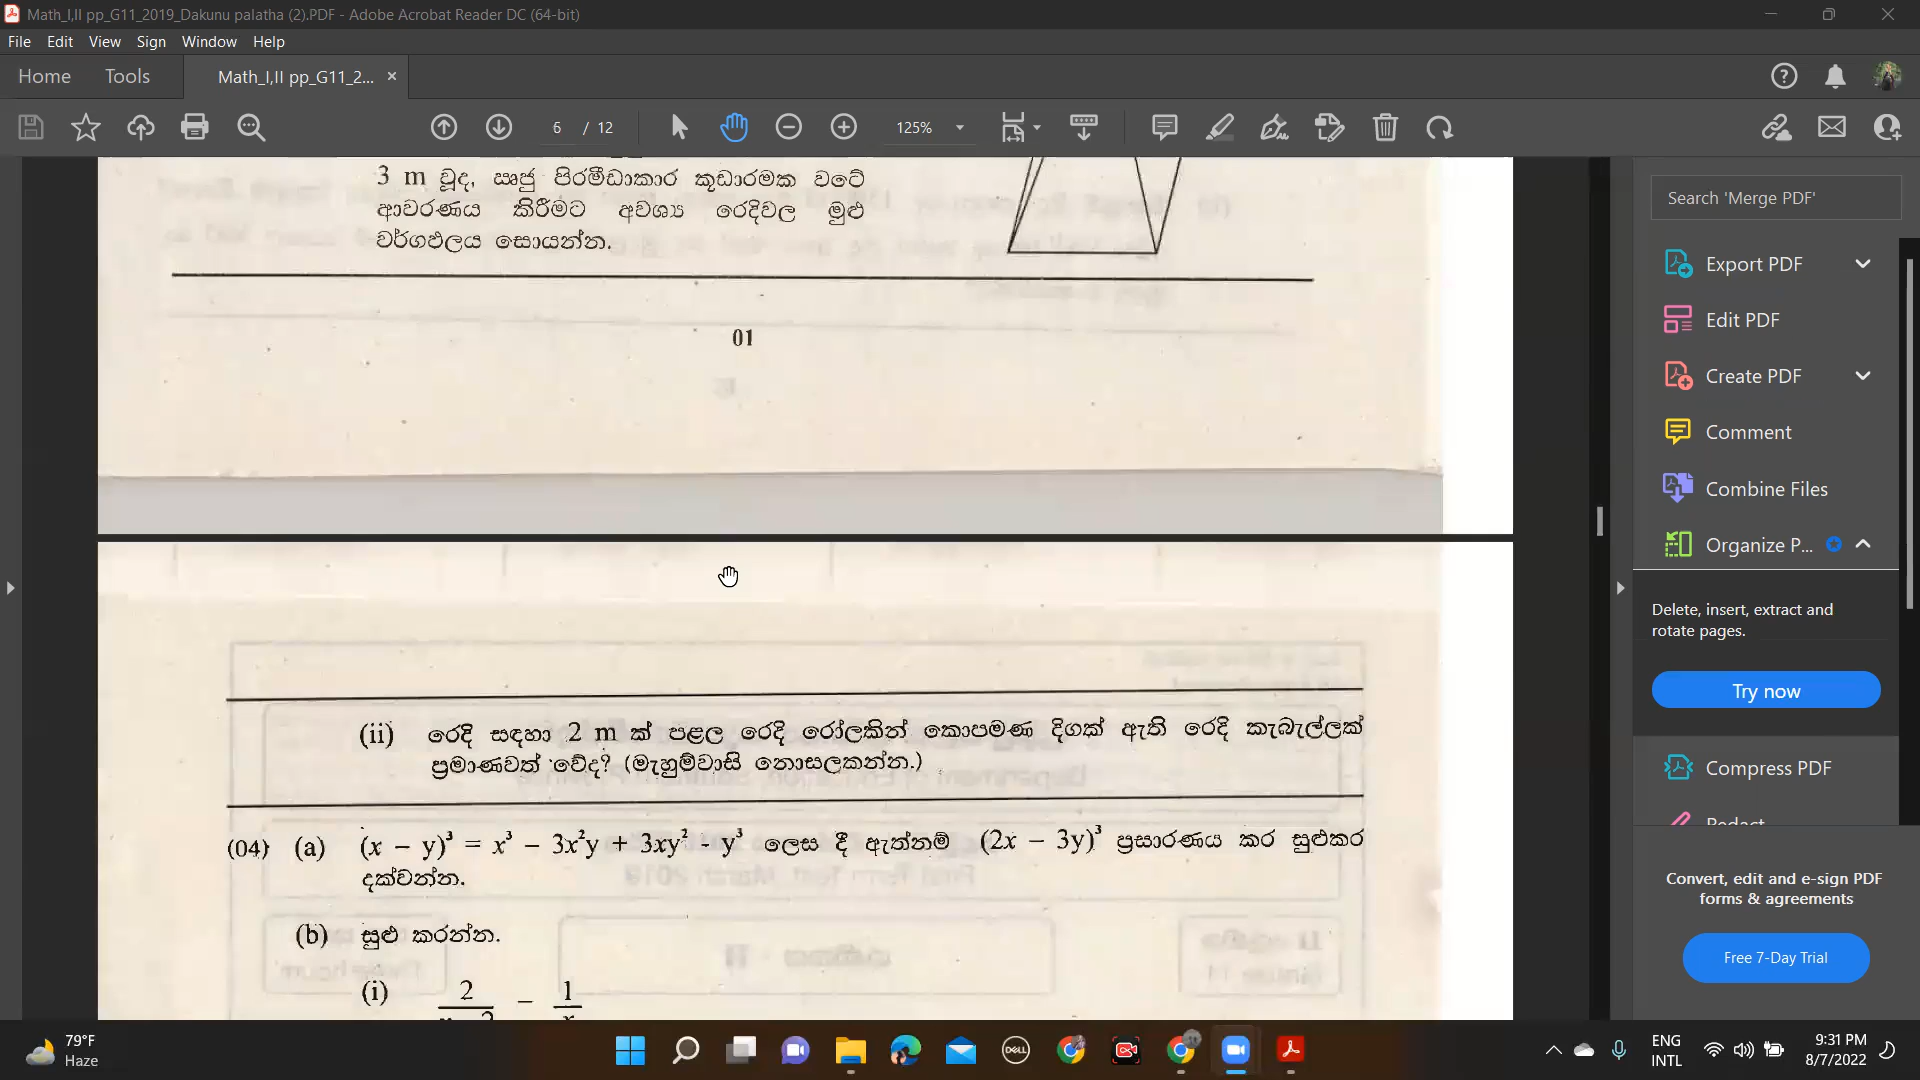 Math_I,II pp_G11_2019_Dakunu palatha (2).PDF - Adobe Acrobat Reader DC (64-bit)
File Edit View Sign Window Help
Home Tools Math_I,II pp_G11_2... ×
6 / 12 125%
3 m වූද, ඍජු පිරමීඩාකාර කූඩාරමක වටේ
ආවරණය කිරීමට අවශ්‍ය රෙදිවල මුළු
වර්ගඵලය සොයන්න.
01
(ii) රෙදි සඳහා 2 m ක් පළල රෙදි රෝලකින් කොපමණ දිගක් ඇති රෙදි කැබැල්ලක්
ප්‍රමාණවත් වේද? (මැහුම්වාසි නොසලකන්න.)
(04) (a) (x – y)³ = x³ – 3x²y + 3xy² - y³ ලෙස දී ඇත්නම් (2x – 3y)³ ප්‍රසාරණය කර සුළුකර
දක්වන්න.
(b) සුළු කරන්න.
(i) 2 – 1
Search 'Merge PDF'
Export PDF
Edit PDF
Create PDF
Comment
Combine Files
Organize P...
Delete, insert, extract and
rotate pages.
Try now
Compress PDF
Redact
Convert, edit and e-sign PDF
forms & agreements
Free 7-Day Trial
79°F
Haze
DELL
ENG
INTL
9:31 PM
8/7/2022